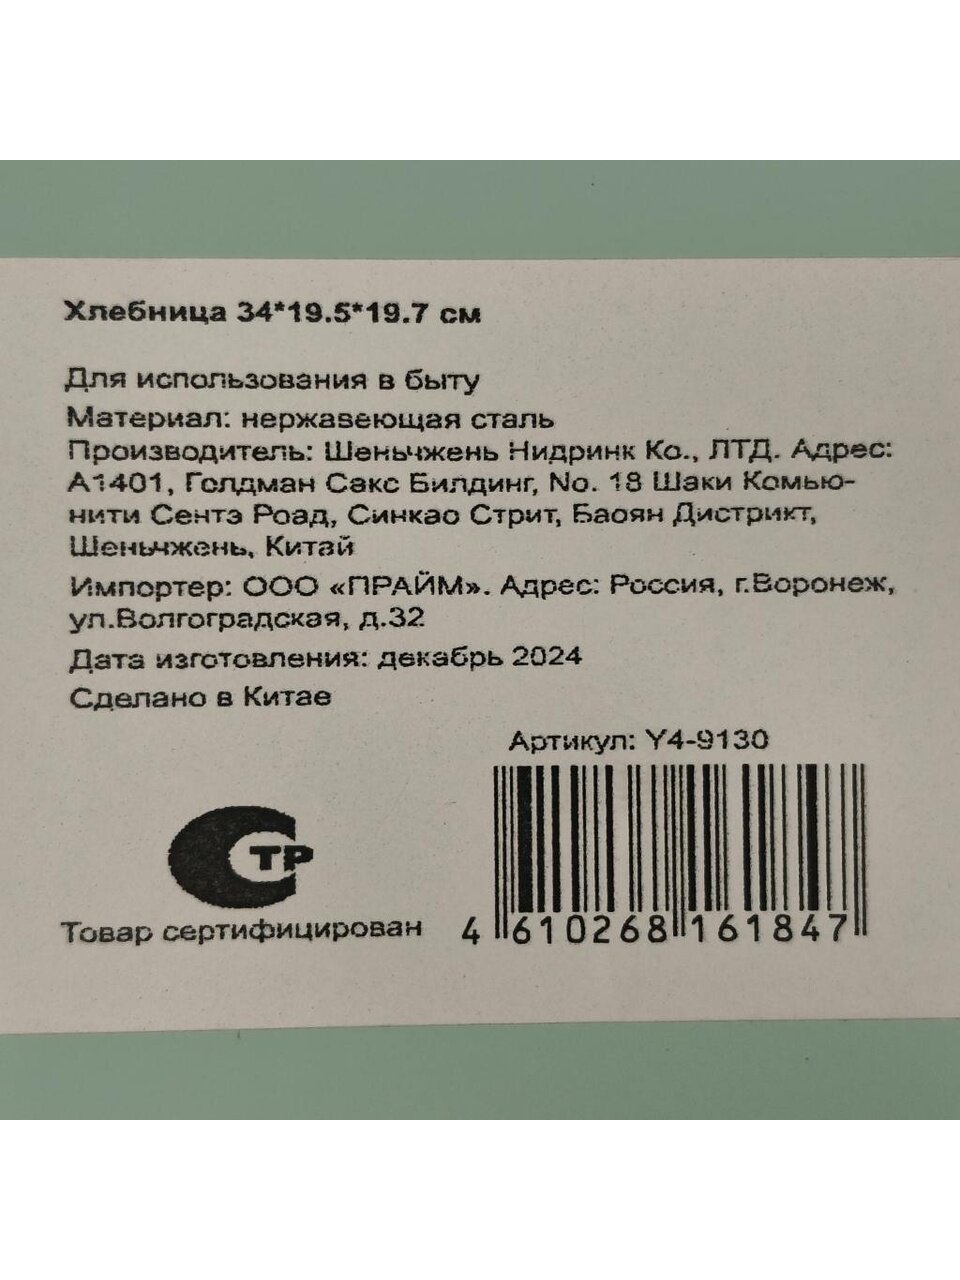 Хлебница 34*19.5*19.7 см
Для использования в быту
Материал: нержавеющая сталь
Производитель: Шеньчжень Нидринк Ко., ЛТД. Адрес:
А1401, Голдман Сакс Билдинг, No. 18 Шаки Комью-
нити Сентэ Роад, Синкао Стрит, Баоян Дистрикт,
Шеньчжень, Китай
Импортер: ООО «ПРАЙМ». Адрес: Россия, г.Воронеж,
ул.Волгоградская, д.32
Дата изготовления: декабрь 2024
Сделано в Китае
Артикул: Y4-9130
ТР
Товар сертифицирован
4 610268 161847